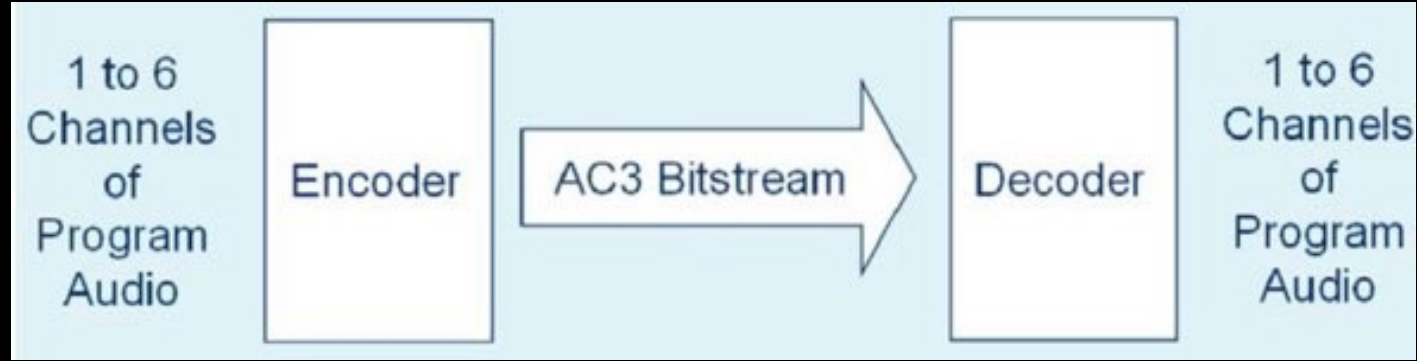 1 to 6
Channels
of
Program
Audio
Encoder
AC3 Bitstream
Decoder
1 to 6
Channels
of
Program
Audio